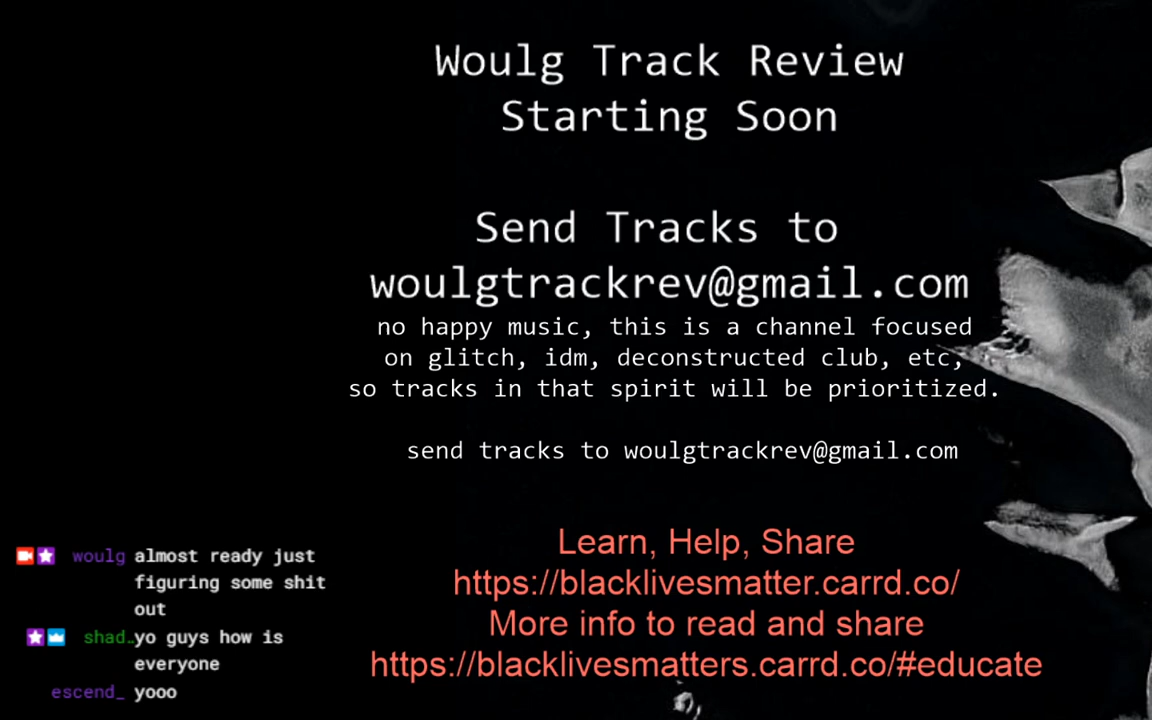 Woulg Track Review
Starting Soon
Send Tracks to
woulgtrackrev@gmail.com
no happy music, this is a channel focused
on glitch, idm, deconstructed club, etc,
so tracks in that spirit will be prioritized.
send tracks to woulgtrackrev@gmail.com
Learn, Help, Share
https://blacklivesmatter.carrd.co/
More info to read and share
https://blacklivesmatters.carrd.co/#educate
woulg almost ready just
figuring some shit
out
shad… yo guys how is
everyone
escend_ yooo